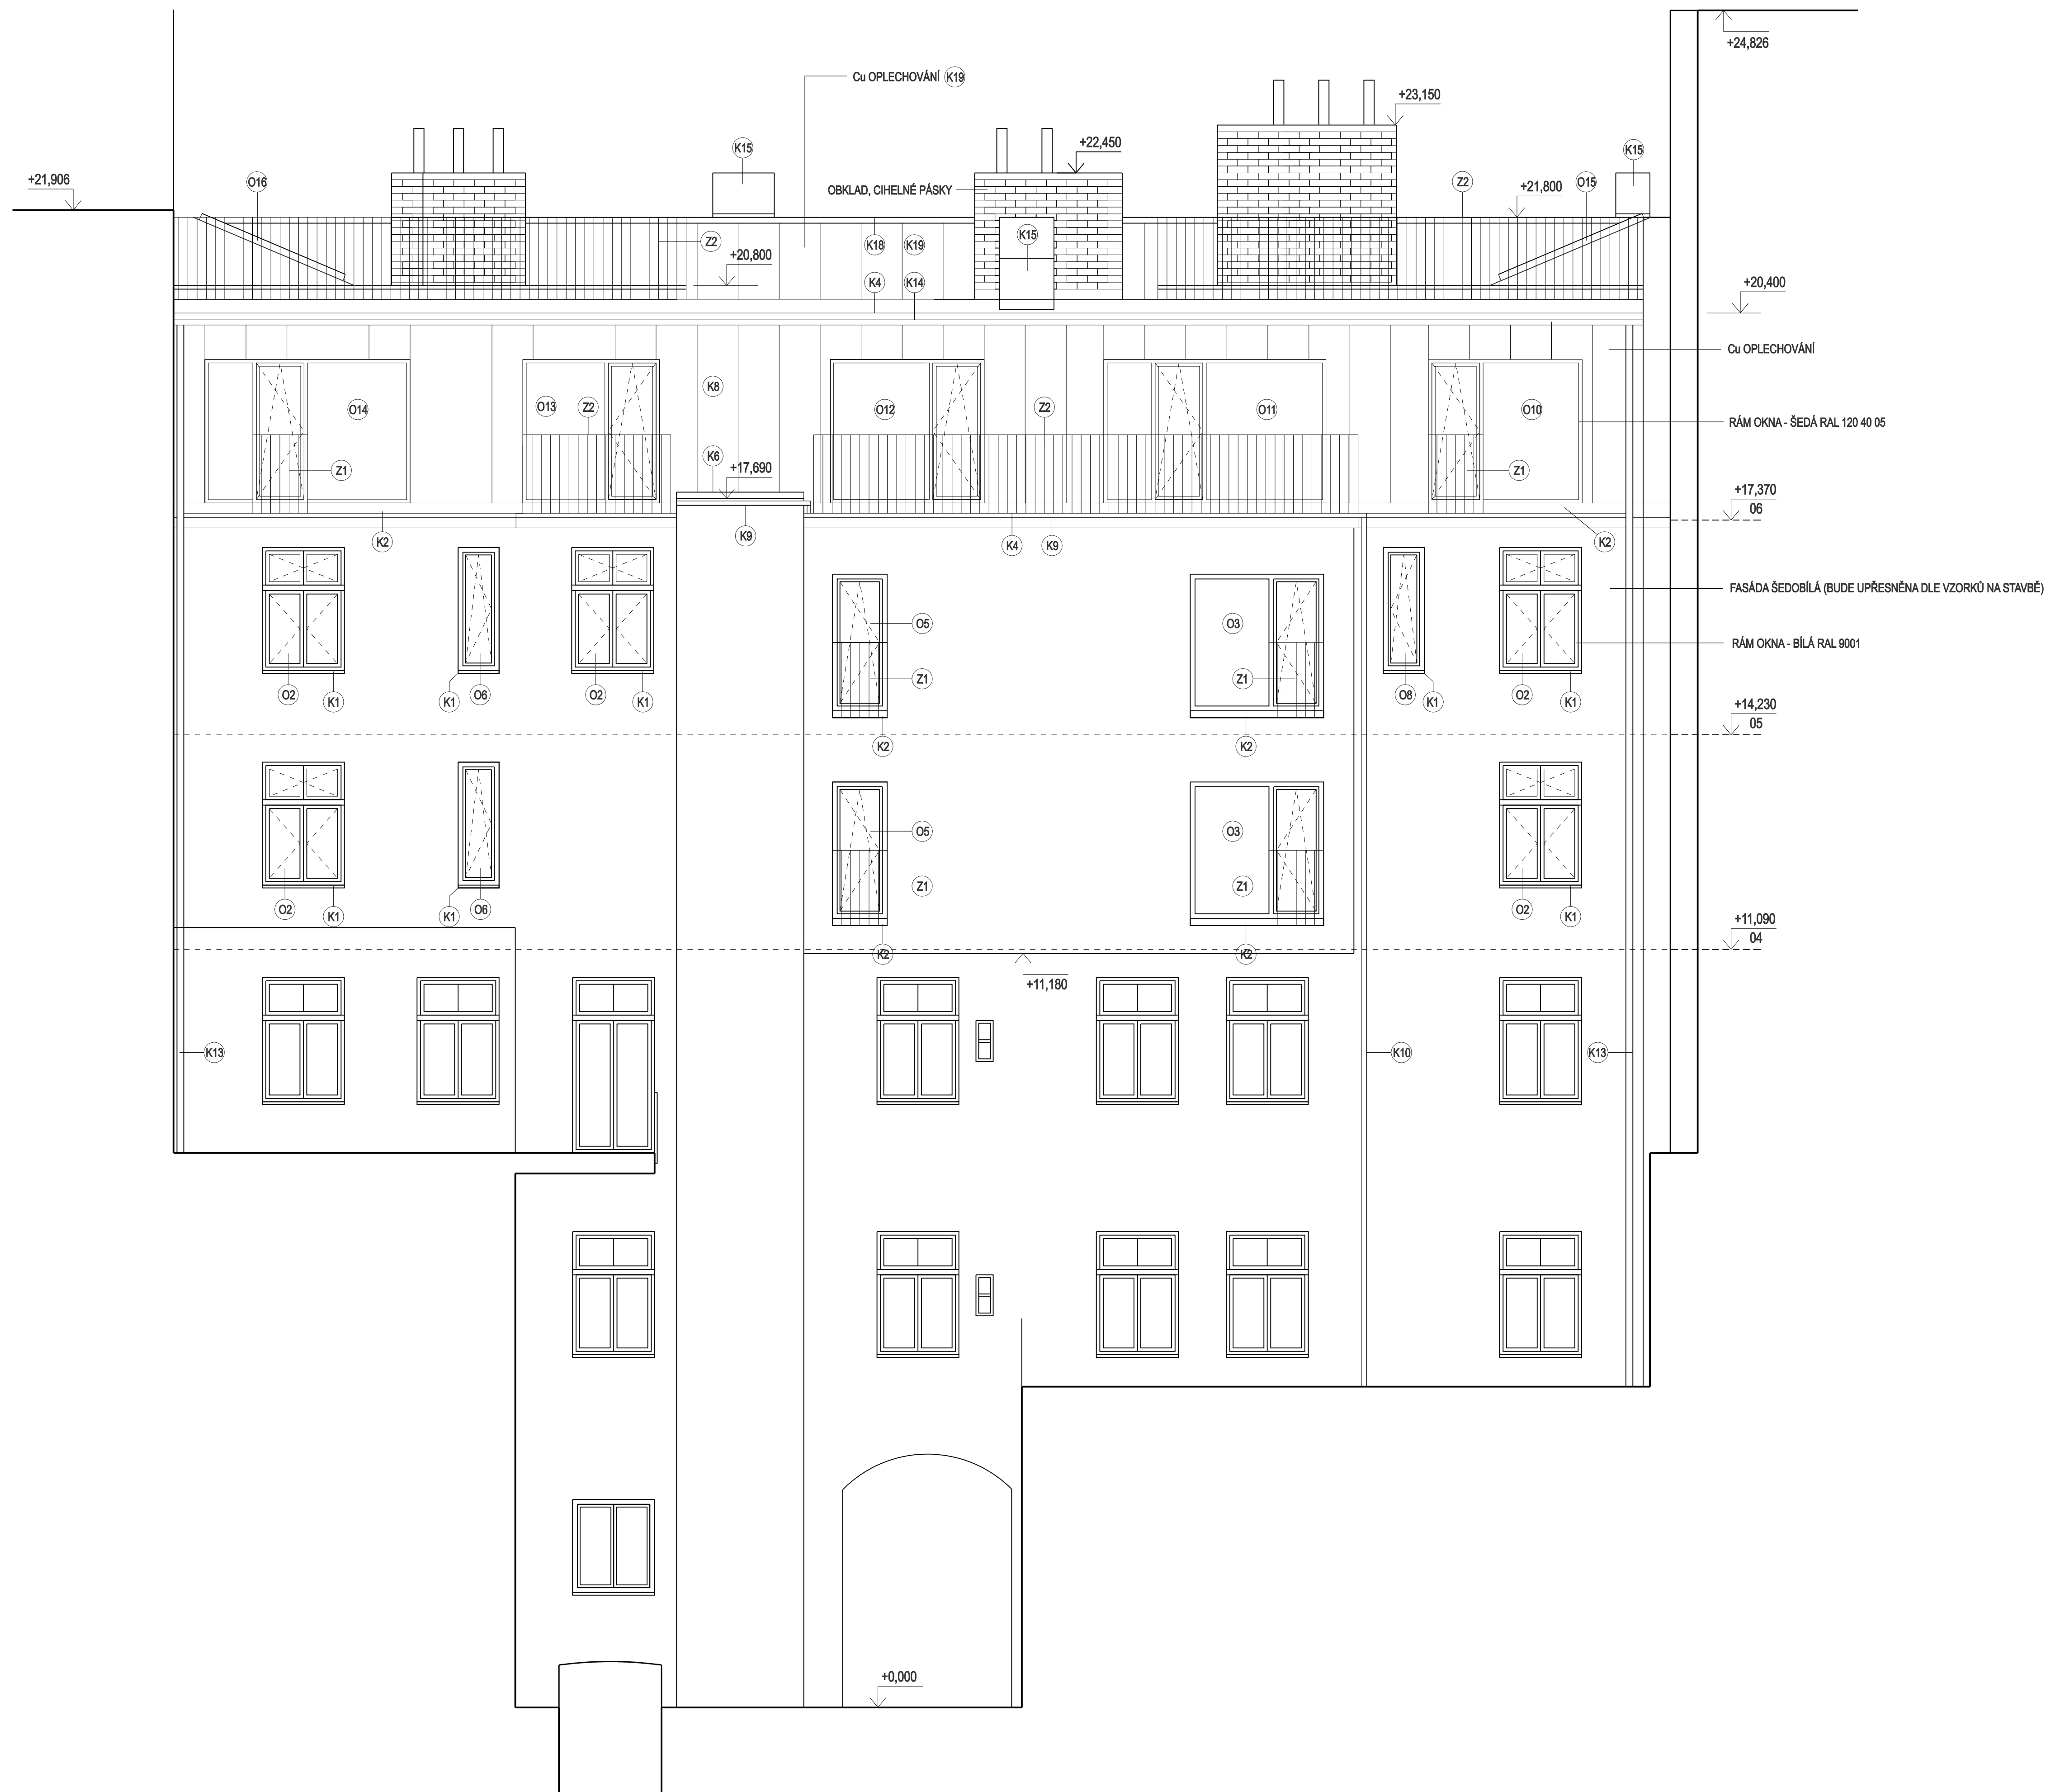 +24,826
Cu OPLECHOVÁNÍ K19
+23,150
+22,450
K15
K15
+21,906
O16
OBKLAD, CIHELNÉ PÁSKY
Z2
+21,800
O15
K15
K18
K19
Z2
+20,800
K4
K14
+20,400
Cu OPLECHOVÁNÍ
K8
O14
O13
Z2
O12
Z2
O11
O10
RÁM OKNA - ŠEDÁ RAL 120 40 05
K6
+17,690
Z1
Z1
+17,370
06
K9
K2
K4
K9
K2
FASÁDA ŠEDOBÍLÁ (BUDE UPŘESNĚNA DLE VZORKŮ NA STAVBĚ)
O5
O3
RÁM OKNA - BÍLÁ RAL 9001
Z1
Z1
O2
K1
K1
O6
O2
K1
O8
K1
O2
K1
+14,230
05
K2
K2
O5
O3
Z1
Z1
O2
K1
K1
O6
O2
K1
+11,090
04
K2
K2
+11,180
K13
K10
K13
+0,000